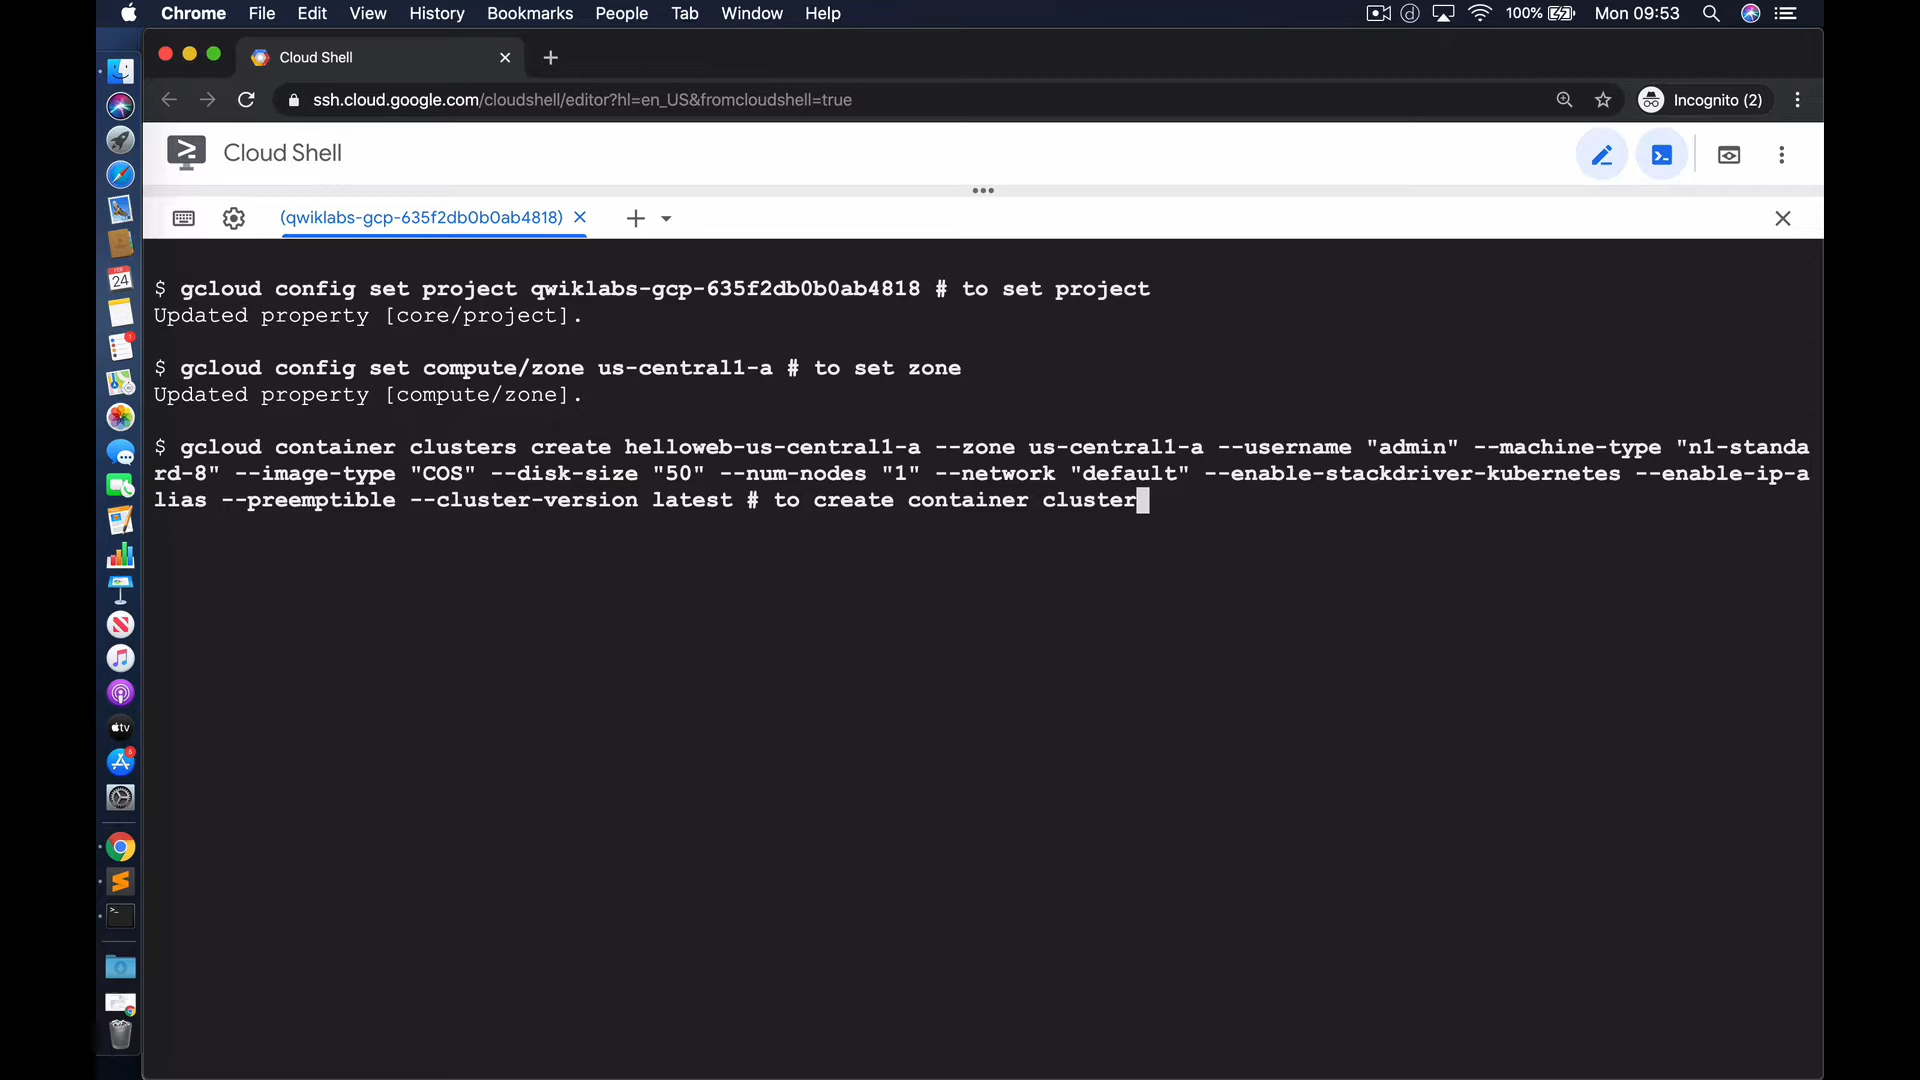 Chrome File Edit View History Bookmarks People Tab Window Help 100% Mon 09:53
Cloud Shell
ssh.cloud.google.com/cloudshell/editor?hl=en_US&fromcloudshell=true Incognito (2)
Cloud Shell
(qwiklabs-gcp-635f2db0b0ab4818)
$ gcloud config set project qwiklabs-gcp-635f2db0b0ab4818 # to set project
Updated property [core/project].
$ gcloud config set compute/zone us-central1-a # to set zone
Updated property [compute/zone].
$ gcloud container clusters create helloweb-us-central1-a --zone us-central1-a --username "admin" --machine-type "n1-standa
rd-8" --image-type "COS" --disk-size "50" --num-nodes "1" --network "default" --enable-stackdriver-kubernetes --enable-ip-a
lias --preemptible --cluster-version latest # to create container cluster
FEB
24
1
tv
5